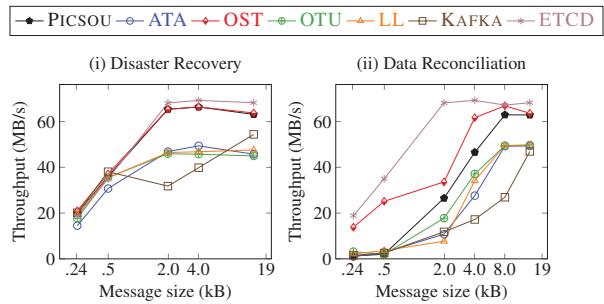 PICSOU ATA OST OTU LL KAFKA ETCD
(i) Disaster Recovery
Throughput (MB/s)
60
40
20
0
.24 .5 2.0 4.0 19
Message size (kB)
(ii) Data Reconciliation
Throughput (MB/s)
60
40
20
0
.24 .5 2.0 4.0 8.0 19
Message size (kB)